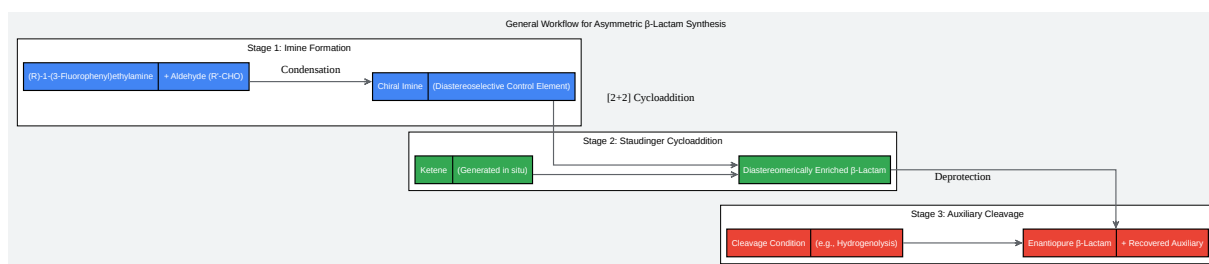 General Workflow for Asymmetric β-Lactam Synthesis
Stage 1: Imine Formation
(R)-1-(3-Fluorophenyl)ethylamine
+ Aldehyde (R'-CHO)
Condensation
Chiral Imine
(Diastereoselective Control Element)
[2+2] Cycloaddition
Stage 2: Staudinger Cycloaddition
Ketene
(Generated in situ)
Diastereomerically Enriched β-Lactam
Deprotection
Stage 3: Auxiliary Cleavage
Cleavage Condition
(e.g., Hydrogenolysis)
Enantiopure β-Lactam
+ Recovered Auxiliary